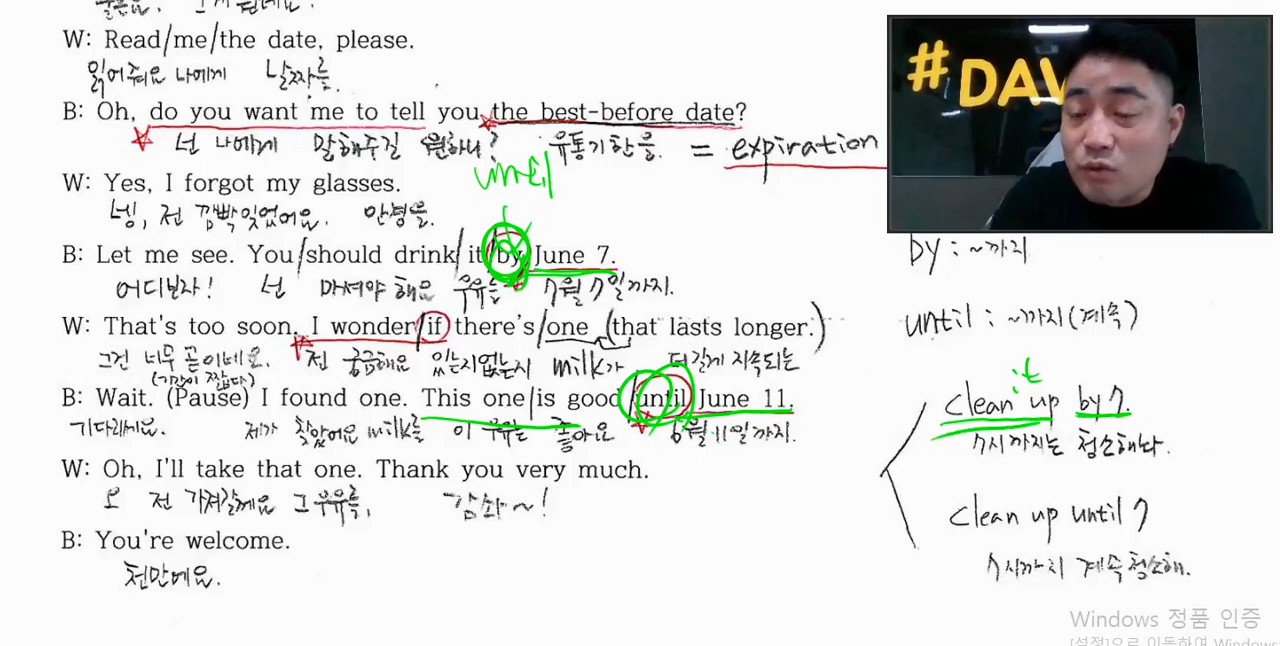 W: Read/me/the date, please.
읽어줘요 나에게 날짜를.
B: Oh, do you want me to tell you the best-before date?
넌 나에게 말해주길 원하니? 유통기한을. = expiration
until
W: Yes, I forgot my glasses.
넹, 전 깜빡잊었어요. 안경을.
B: Let me see. You/should drink/it/by June 7.
어디보자! 넌 마셔야 해요 우유를 7일까지.
W: That's too soon. I wonder/if there's/one (that lasts longer.)
그건 너무 곧이네요. 전 궁금해요 있는지없는지 milk가 더길게 지속되는
(기간이 짧다)
B: Wait. (Pause) I found one. This one/is good/until June 11.
기다리세요. 제가 찾았어요 milk를 이 우유는 좋아요 6월 11일까지.
W: Oh, I'll take that one. Thank you very much.
오 전 가져갈께요 그우유를, 감솨~!
B: You're welcome.
천만에요.
#DAV
by : ~까지
until : ~까지(계속)
it
clean up by 7.
7시까지는 청소해놔.
clean up until 7
7시까지 계속청소해.
Windows 정품 인증
[설정]으로 이동하여 Windows